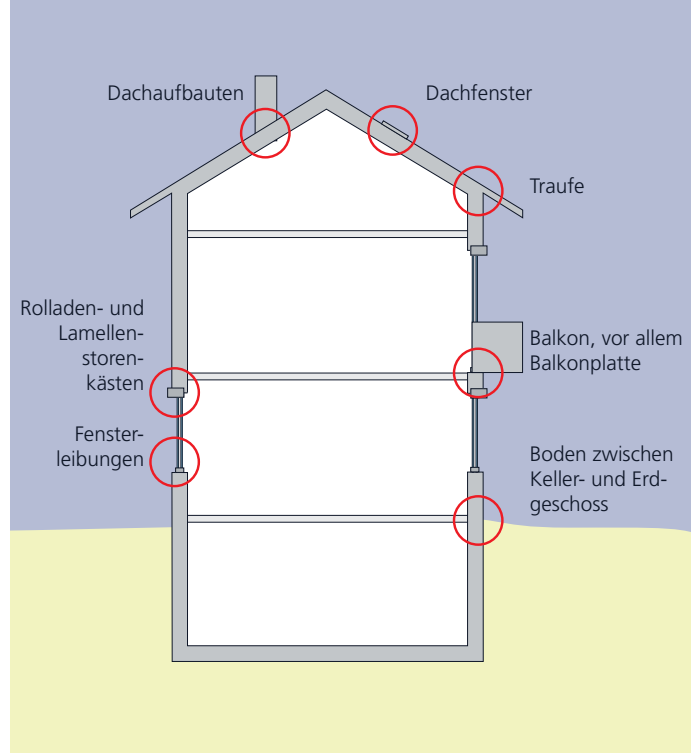 Dachaufbauten
Dachfenster
Traufe
Rolladen- und
Lamellen-
storen-
kästen
Balkon, vor allem
Balkonplatte
Fenster-
leibungen
Boden zwischen
Keller- und Erd-
geschoss